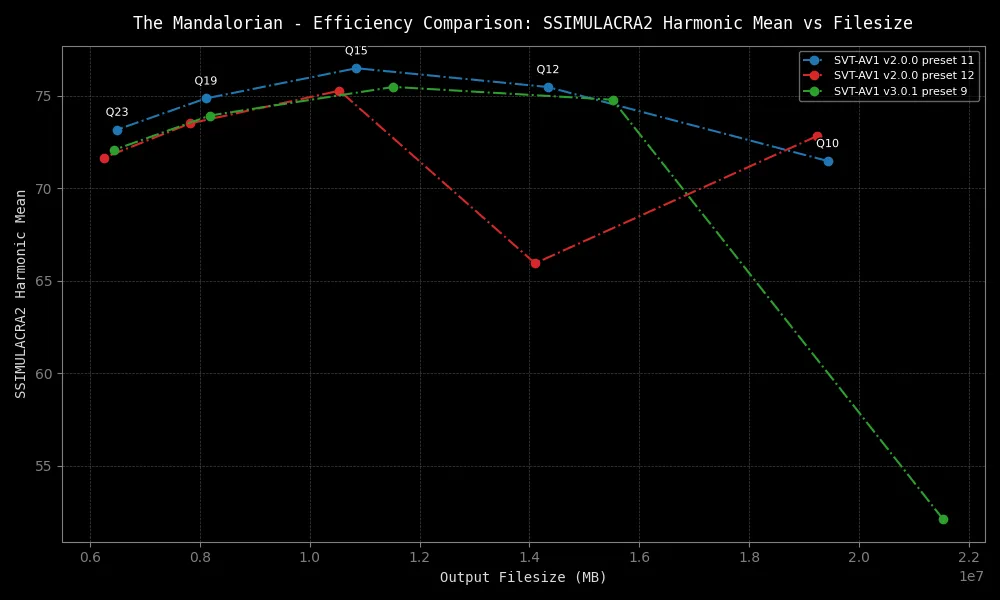 The Mandalorian - Efficiency Comparison: SSIMULACRA2 Harmonic Mean vs Filesize
SVT-AV1 v2.0.0 preset 11
SVT-AV1 v2.0.0 preset 12
SVT-AV1 v3.0.1 preset 9
Q23
Q19
Q15
Q12
Q10
SSIMULACRA2 Harmonic Mean
75
70
65
60
55
0.6
0.8
1.0
1.2
1.4
1.6
1.8
2.0
2.2
1e7
Output Filesize (MB)